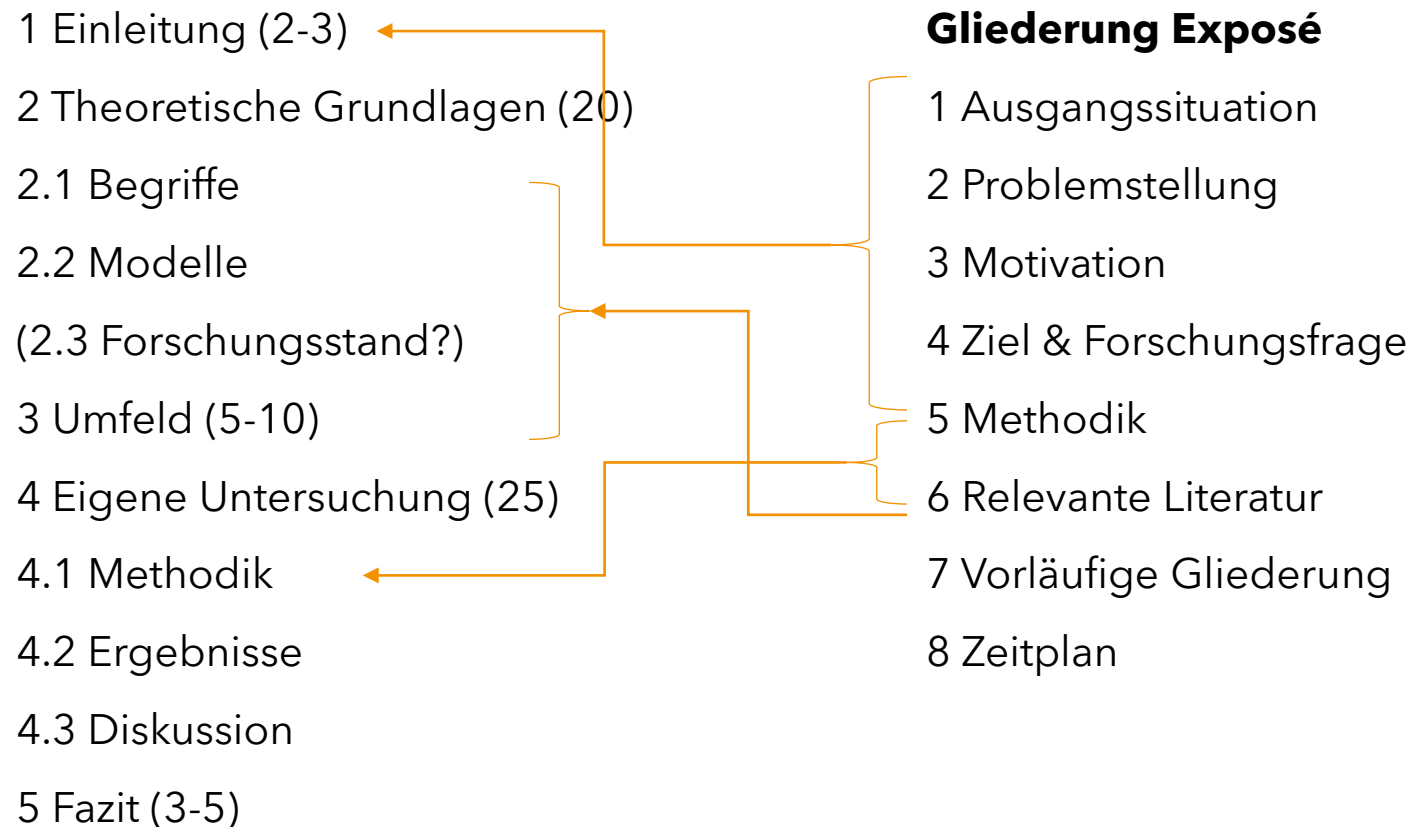 1 Einleitung (2-3)
2 Theoretische Grundlagen (20)
2.1 Begriffe
2.2 Modelle
(2.3 Forschungsstand?)
3 Umfeld (5-10)
4 Eigene Untersuchung (25)
4.1 Methodik
4.2 Ergebnisse
4.3 Diskussion
5 Fazit (3-5)
Gliederung Exposé
1 Ausgangssituation
2 Problemstellung
3 Motivation
4 Ziel & Forschungsfrage
5 Methodik
6 Relevante Literatur
7 Vorläufige Gliederung
8 Zeitplan